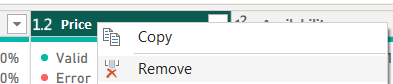 1.2 Price
Copy
0% Valid
Remove
0% Error